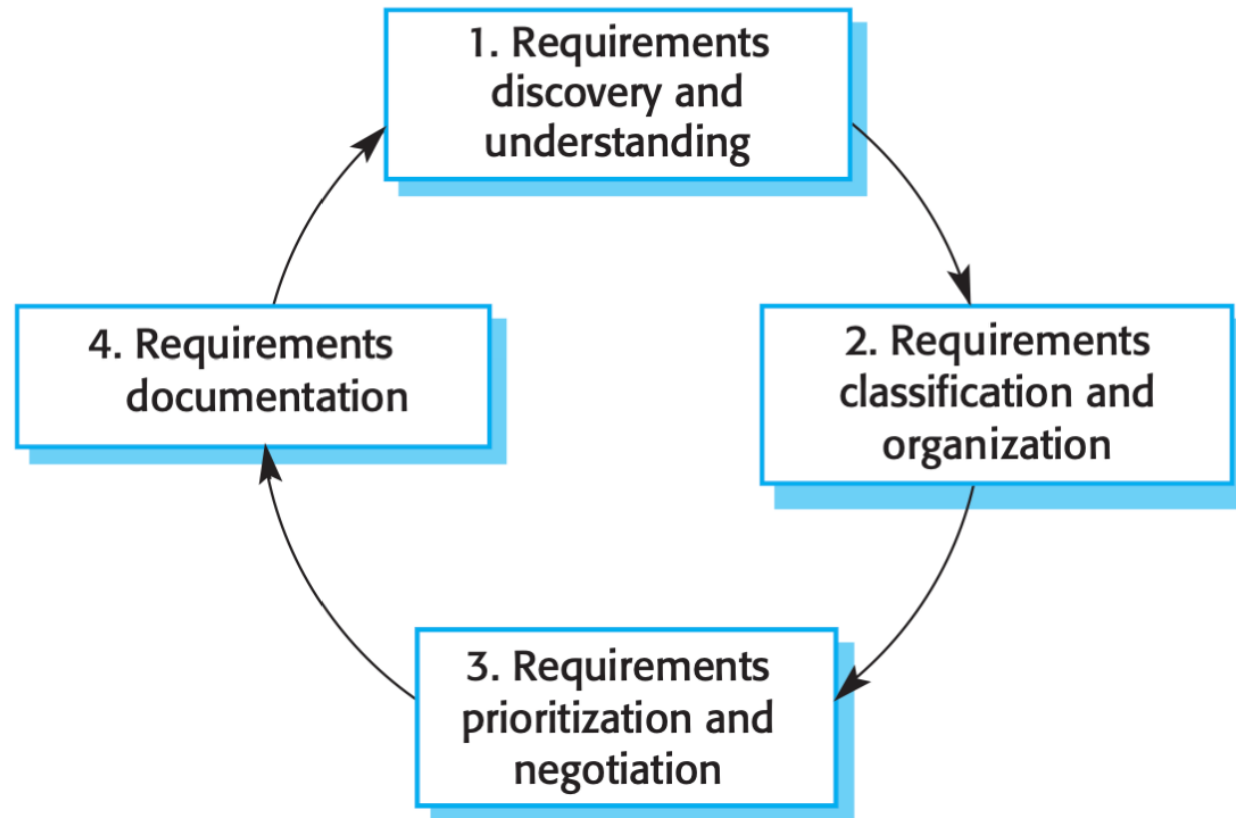 1. Requirements
discovery and
understanding
2. Requirements
classification and
organization
3. Requirements
prioritization and
negotiation
4. Requirements
documentation